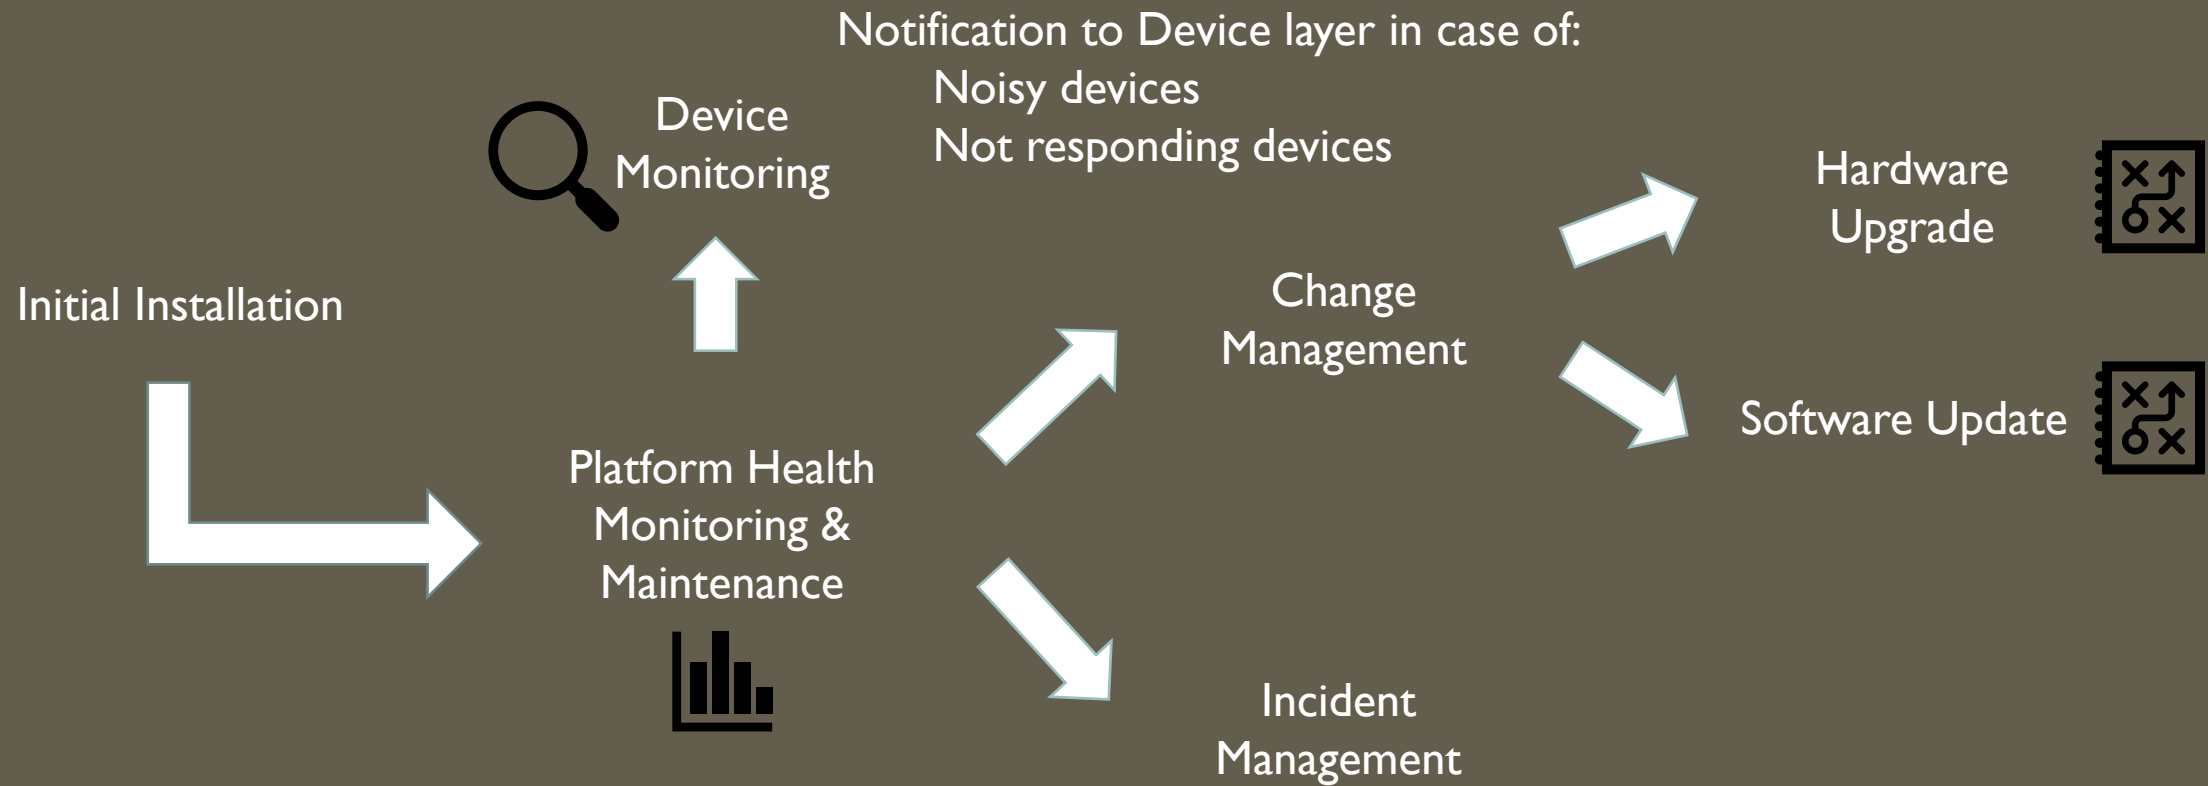 Notification to Device layer in case of:
Noisy devices
Not responding devices
Device
Monitoring
Hardware
Upgrade
Initial Installation
Change
Management
Software Update
Platform Health
Monitoring &
Maintenance
Incident
Management